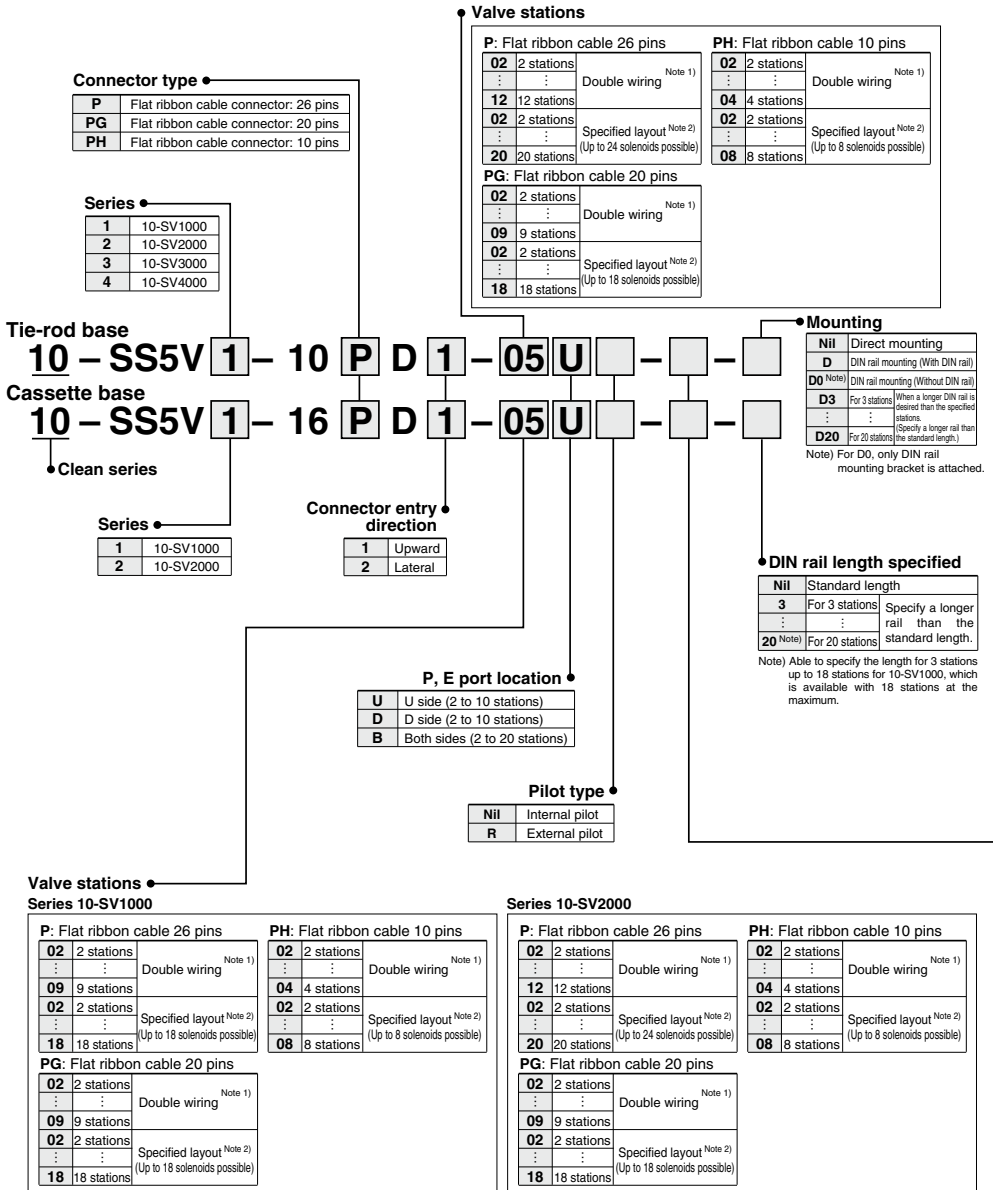 Valve stations
P: Flat ribbon cable 26 pins
02 2 stations
⋮ ⋮ Double wiring Note 1)
12 12 stations
02 2 stations
⋮ ⋮ Specified layout Note 2)
(Up to 24 solenoids possible)
20 20 stations
PH: Flat ribbon cable 10 pins
02 2 stations
⋮ ⋮ Double wiring Note 1)
04 4 stations
02 2 stations
⋮ ⋮ Specified layout Note 2)
(Up to 8 solenoids possible)
08 8 stations
PG: Flat ribbon cable 20 pins
02 2 stations
⋮ ⋮ Double wiring Note 1)
09 9 stations
02 2 stations
⋮ ⋮ Specified layout Note 2)
(Up to 18 solenoids possible)
18 18 stations
Connector type
P Flat ribbon cable connector: 26 pins
PG Flat ribbon cable connector: 20 pins
PH Flat ribbon cable connector: 10 pins
Series
1 10-SV1000
2 10-SV2000
3 10-SV3000
4 10-SV4000
Tie-rod base
10 – SS5V 1 – 10 P D 1 – 05 U – –
Cassette base
10 – SS5V 1 – 16 P D 1 – 05 U – –
Clean series
Mounting
Nil Direct mounting
D DIN rail mounting (With DIN rail)
D0 Note) DIN rail mounting (Without DIN rail)
D3 For 3 stations
⋮ ⋮
D20 For 20 stations
When a longer DIN rail is
desired than the specified
stations.
(Specify a longer rail than
the standard length.)
Note) For D0, only DIN rail
mounting bracket is attached.
Series
1 10-SV1000
2 10-SV2000
Connector entry
direction
1 Upward
2 Lateral
DIN rail length specified
Nil Standard length
3 For 3 stations
⋮ ⋮
20 Note) For 20 stations
Specify a longer
rail than the
standard length.
Note) Able to specify the length for 3 stations
up to 18 stations for 10-SV1000, which
is available with 18 stations at the
maximum.
P, E port location
U U side (2 to 10 stations)
D D side (2 to 10 stations)
B Both sides (2 to 20 stations)
Pilot type
Nil Internal pilot
R External pilot
Valve stations
Series 10-SV1000
P: Flat ribbon cable 26 pins
02 2 stations
⋮ ⋮ Double wiring Note 1)
09 9 stations
02 2 stations
⋮ ⋮ Specified layout Note 2)
(Up to 18 solenoids possible)
18 18 stations
PH: Flat ribbon cable 10 pins
02 2 stations
⋮ ⋮ Double wiring Note 1)
04 4 stations
02 2 stations
⋮ ⋮ Specified layout Note 2)
(Up to 8 solenoids possible)
08 8 stations
PG: Flat ribbon cable 20 pins
02 2 stations
⋮ ⋮ Double wiring Note 1)
09 9 stations
02 2 stations
⋮ ⋮ Specified layout Note 2)
(Up to 18 solenoids possible)
18 18 stations
Series 10-SV2000
P: Flat ribbon cable 26 pins
02 2 stations
⋮ ⋮ Double wiring Note 1)
12 12 stations
02 2 stations
⋮ ⋮ Specified layout Note 2)
(Up to 24 solenoids possible)
20 20 stations
PH: Flat ribbon cable 10 pins
02 2 stations
⋮ ⋮ Double wiring Note 1)
04 4 stations
02 2 stations
⋮ ⋮ Specified layout Note 2)
(Up to 8 solenoids possible)
08 8 stations
PG: Flat ribbon cable 20 pins
02 2 stations
⋮ ⋮ Double wiring Note 1)
09 9 stations
02 2 stations
⋮ ⋮ Specified layout Note 2)
(Up to 18 solenoids possible)
18 18 stations